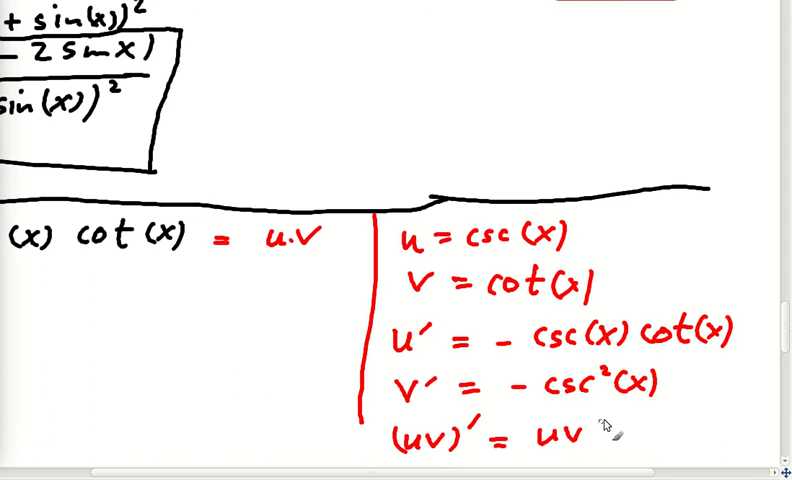 + sin(x))²
- 2 sin x)
sin(x))²
(x) cot(x) = u.v
u = csc(x)
v = cot(x)
u' = - csc(x) cot(x)
v' = - csc²(x)
(uv)' = uv